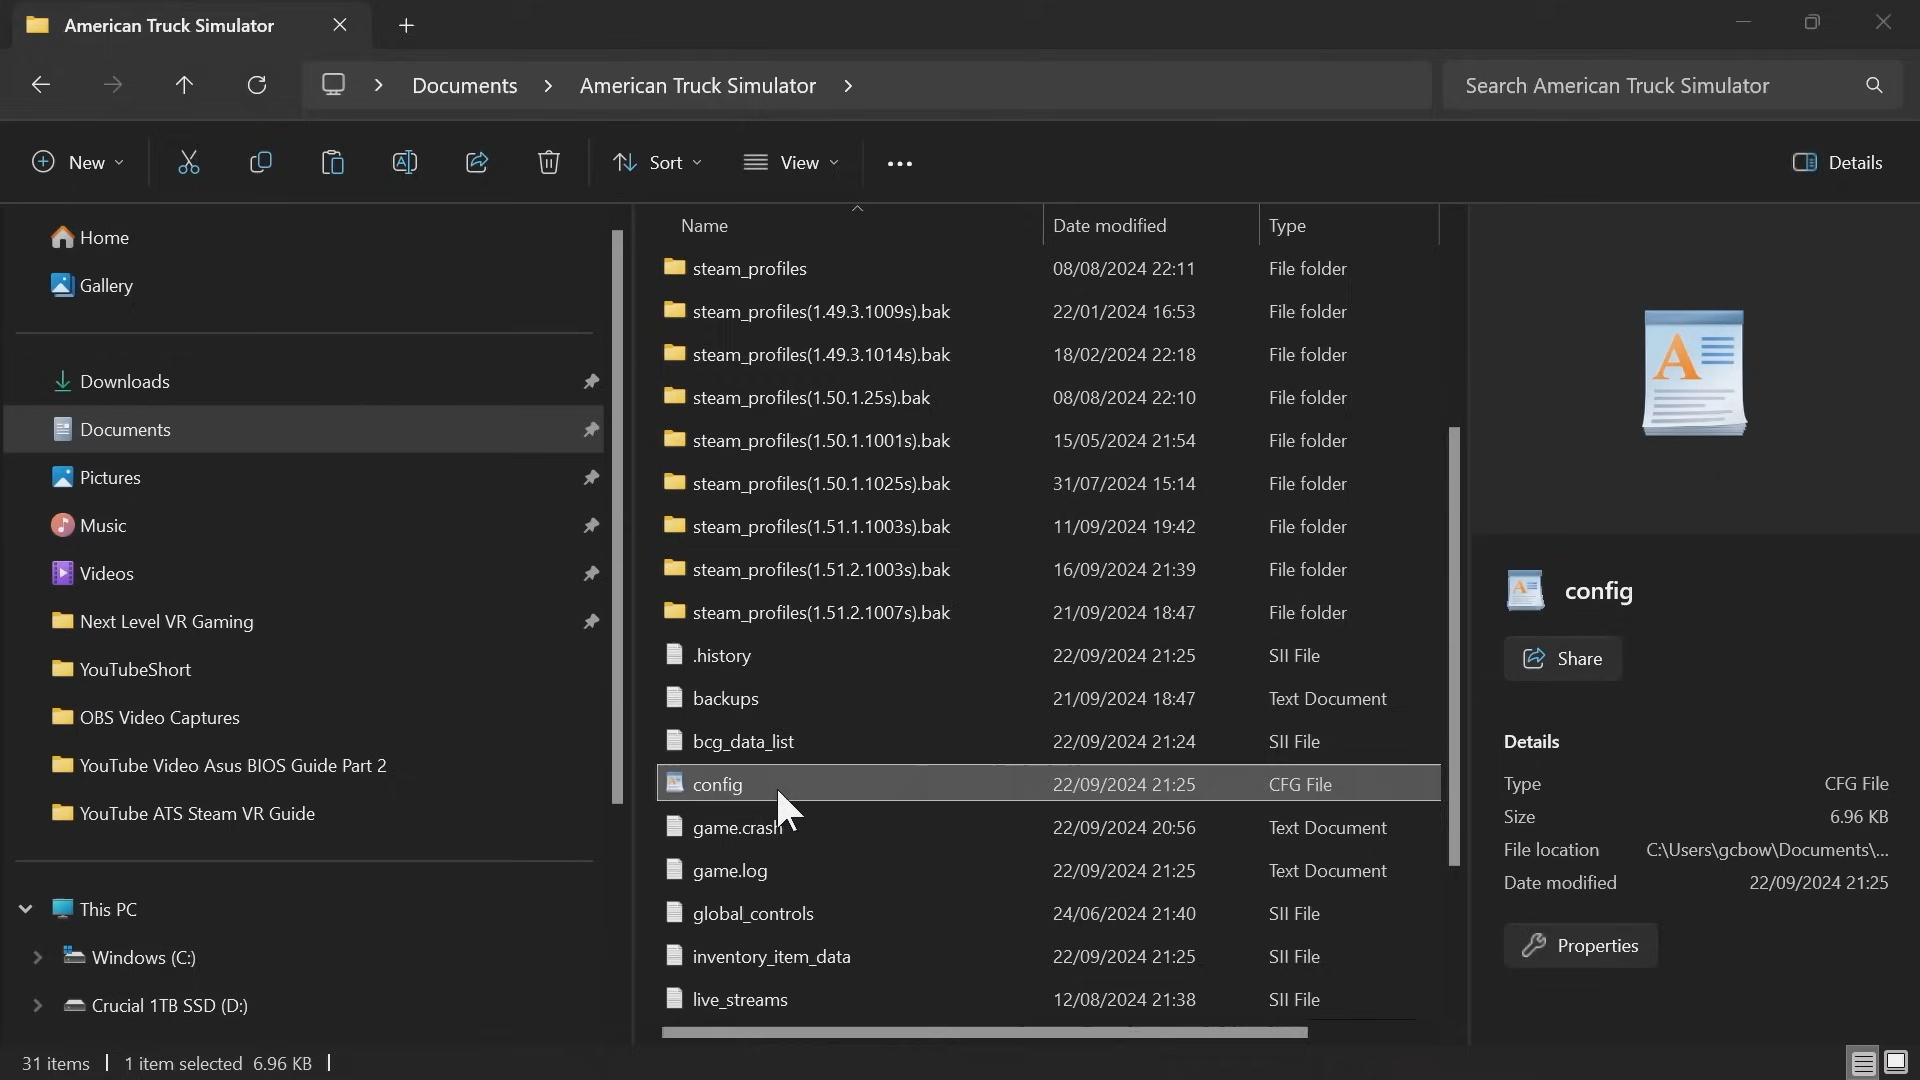 American Truck Simulator
Documents > American Truck Simulator >
Search American Truck Simulator
New
Sort
View
Details
Home
Gallery
Downloads
Documents
Pictures
Music
Videos
Next Level VR Gaming
YouTubeShort
OBS Video Captures
YouTube Video Asus BIOS Guide Part 2
YouTube ATS Steam VR Guide
This PC
Windows (C:)
Crucial 1TB SSD (D:)
Name Date modified Type
steam_profiles 08/08/2024 22:11 File folder
steam_profiles(1.49.3.1009s).bak 22/01/2024 16:53 File folder
steam_profiles(1.49.3.1014s).bak 18/02/2024 22:18 File folder
steam_profiles(1.50.1.25s).bak 08/08/2024 22:10 File folder
steam_profiles(1.50.1.1001s).bak 15/05/2024 21:54 File folder
steam_profiles(1.50.1.1025s).bak 31/07/2024 15:14 File folder
steam_profiles(1.51.1.1003s).bak 11/09/2024 19:42 File folder
steam_profiles(1.51.2.1003s).bak 16/09/2024 21:39 File folder
steam_profiles(1.51.2.1007s).bak 21/09/2024 18:47 File folder
.history 22/09/2024 21:25 SII File
backups 21/09/2024 18:47 Text Document
bcg_data_list 22/09/2024 21:24 SII File
config 22/09/2024 21:25 CFG File
game.crash 22/09/2024 20:56 Text Document
game.log 22/09/2024 21:25 Text Document
global_controls 24/06/2024 21:40 SII File
inventory_item_data 22/09/2024 21:25 SII File
live_streams 12/08/2024 21:38 SII File
A
A
config
Share
Details
Type CFG File
Size 6.96 KB
File location C:\Users\gcbow\Documents\...
Date modified 22/09/2024 21:25
Properties
31 items | 1 item selected 6.96 KB |